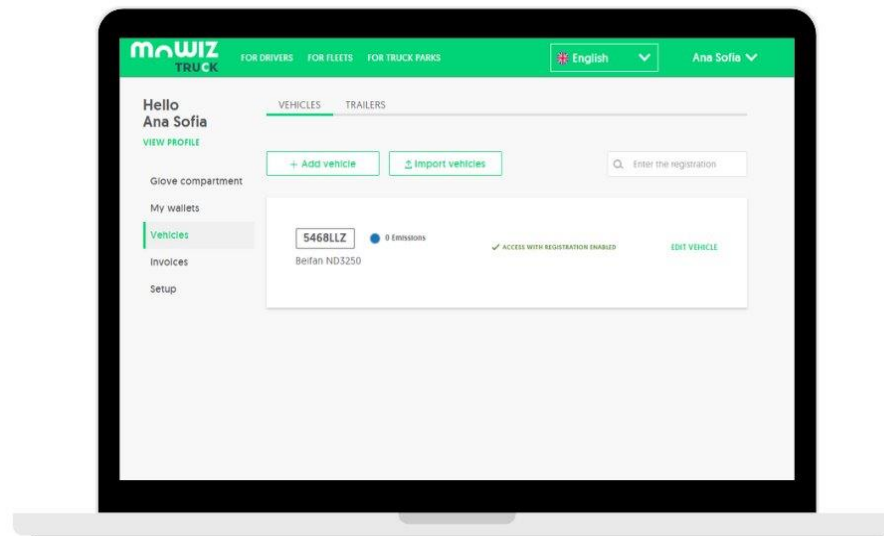 mowiz
TRUCK
FOR DRIVERS FOR FLEETS FOR TRUCK PARKS
English
Ana Sofia
Hello
Ana Sofia
VIEW PROFILE
Glove compartment
My wallets
Vehicles
Invoices
Setup
VEHICLES TRAILERS
+ Add vehicle
Import vehicles
Enter the registration
5468LLZ
0 Emissions
Beifan ND3250
ACCESS WITH REGISTRATION ENABLED
EDIT VEHICLE